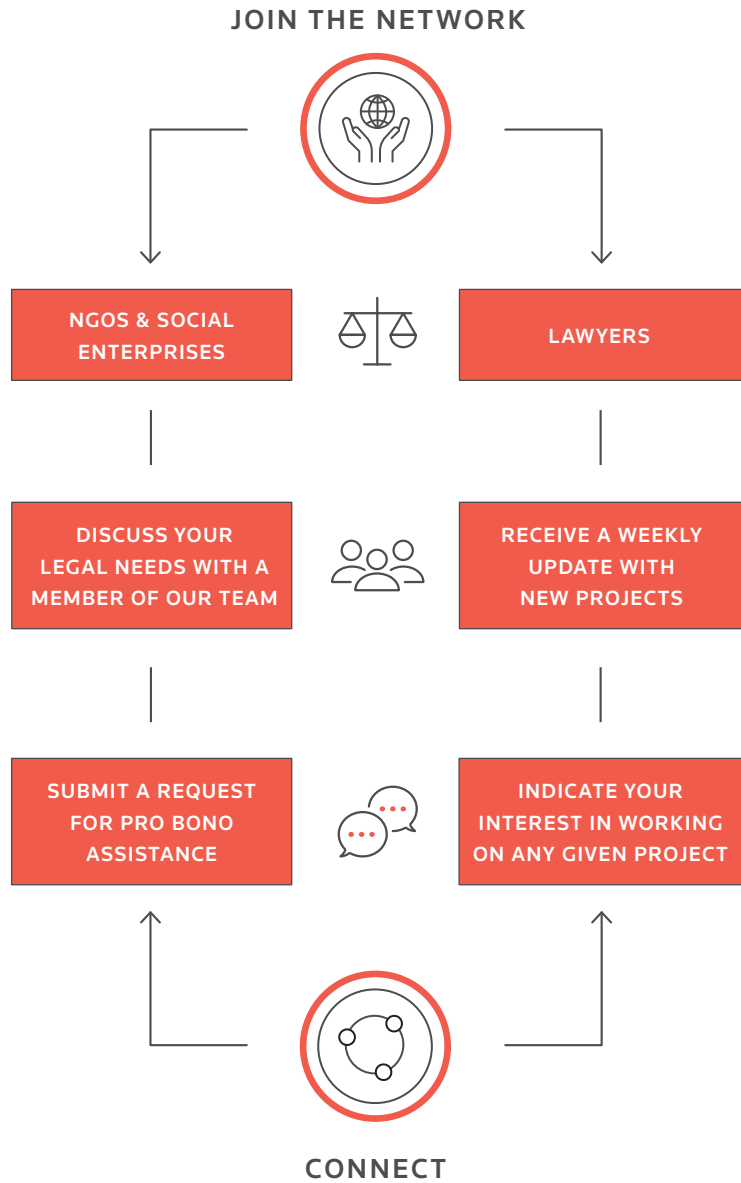 JOIN THE NETWORK
NGOS & SOCIAL
ENTERPRISES
LAWYERS
DISCUSS YOUR
LEGAL NEEDS WITH A
MEMBER OF OUR TEAM
RECEIVE A WEEKLY
UPDATE WITH
NEW PROJECTS
SUBMIT A REQUEST
FOR PRO BONO
ASSISTANCE
INDICATE YOUR
INTEREST IN WORKING
ON ANY GIVEN PROJECT
CONNECT